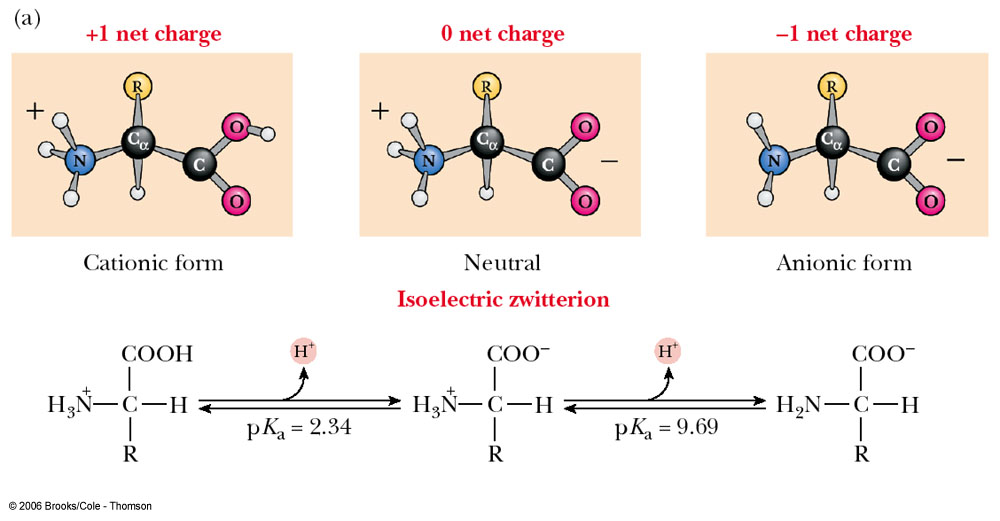 (a)
+1 net charge 0 net charge −1 net charge
+ R Cα N C O O
+ R Cα N C O O −
R Cα N C O O −
Cationic form Neutral Anionic form
Isoelectric zwitterion
COOH H⁺ COO⁻ H⁺ COO⁻
H₃N⁺—C—H H₃N⁺—C—H H₂N—C—H
pKa = 2.34 pKa = 9.69
R R R
© 2006 Brooks/Cole - Thomson